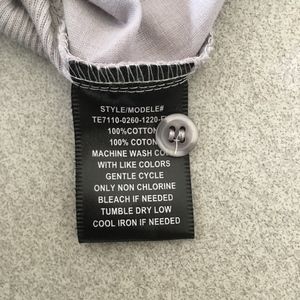 STYLE/MODELE#
TE7110-0260-1220-
100%COTTON
100% COTON
MACHINE WASH
WITH LIKE COLORS
GENTLE CYCLE
ONLY NON CHLORINE
BLEACH IF NEEDED
TUMBLE DRY LOW
COOL IRON IF NEEDED